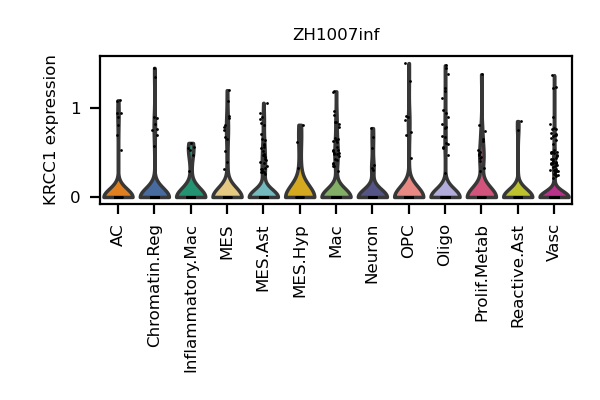 ZH1007inf
KRCC1 expression
1
0
AC
Chromatin.Reg
Inflammatory.Mac
MES
MES.Ast
MES.Hyp
Mac
Neuron
OPC
Oligo
Prolif.Metab
Reactive.Ast
Vasc